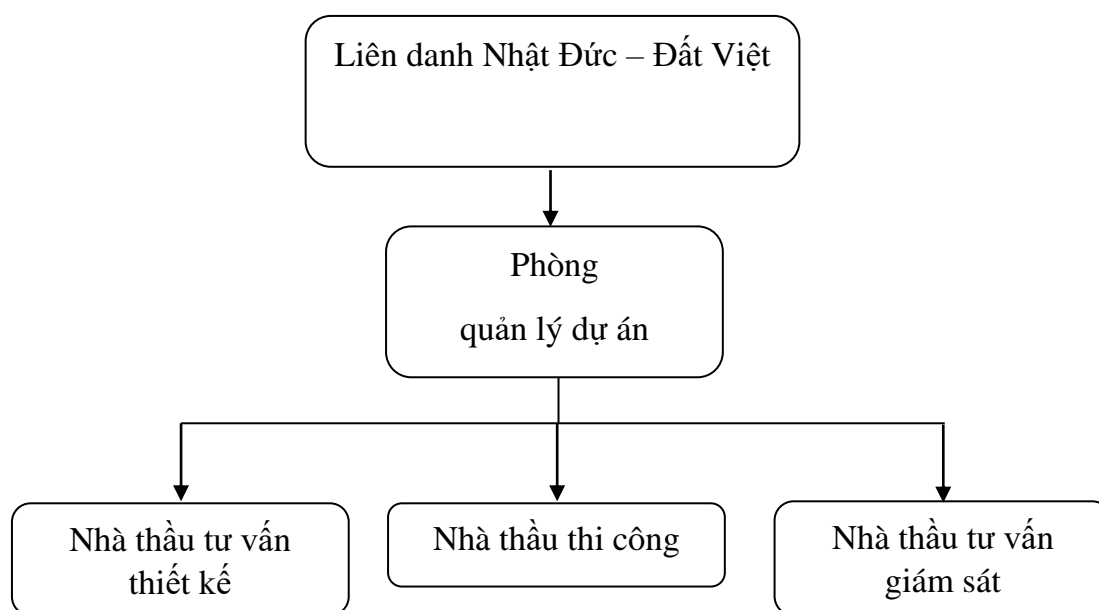 Liên danh Nhật Đức – Đất Việt
Phòng
quản lý dự án
Nhà thầu tư vấn
thiết kế
Nhà thầu thi công
Nhà thầu tư vấn
giám sát